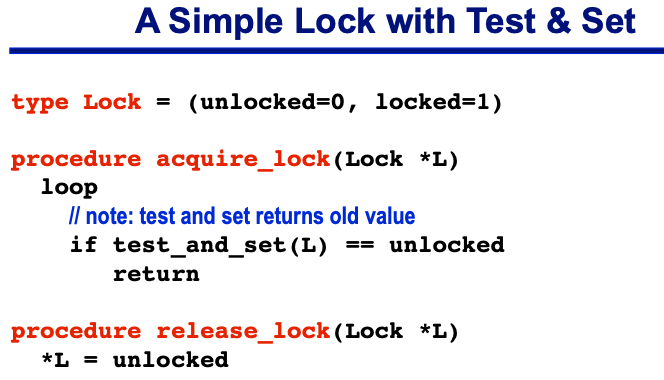 A Simple Lock with Test & Set
type Lock = (unlocked=0, locked=1)
procedure acquire_lock(Lock *L)
loop
// note: test and set returns old value
if test_and_set(L) == unlocked
return
procedure release_lock(Lock *L)
*L = unlocked